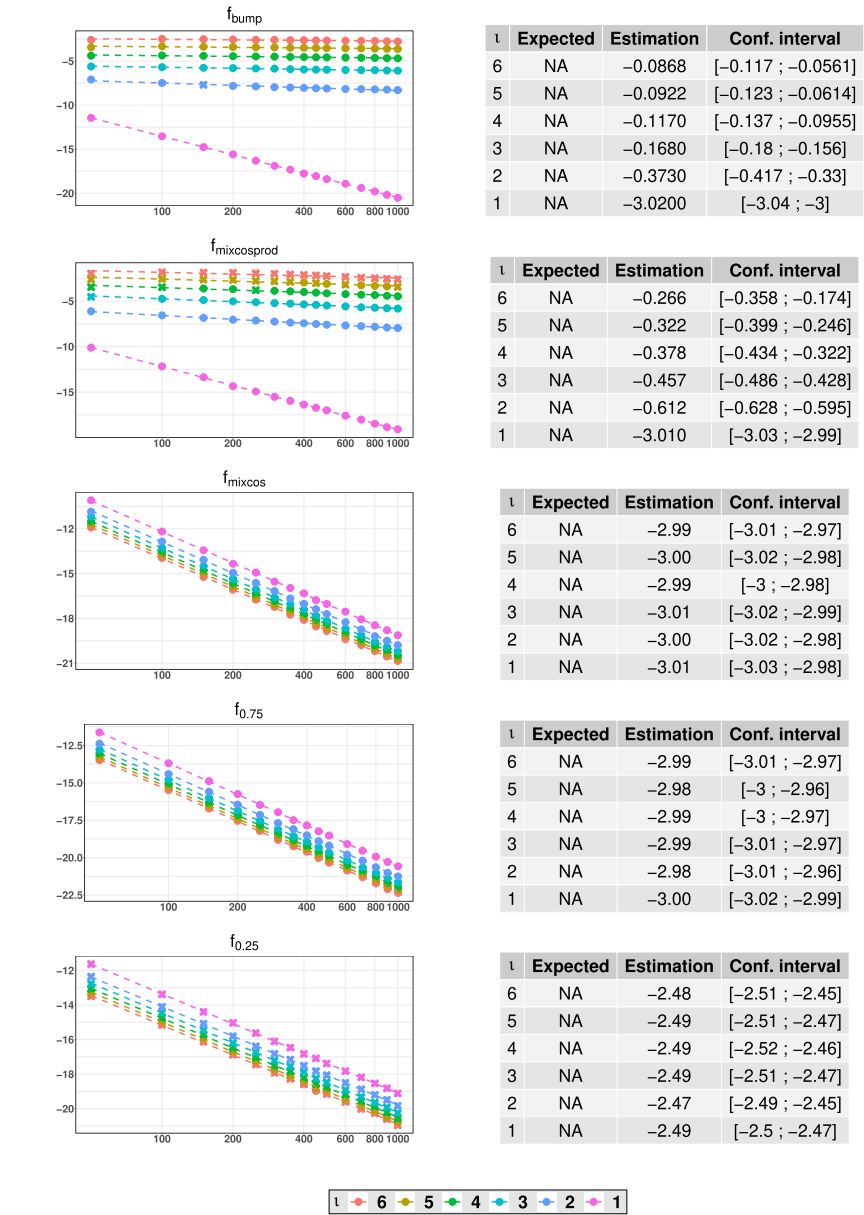 f_bump
−5
−10
−15
−20
100 200 400 600 800 1000
ι Expected Estimation Conf. interval
6 NA −0.0868 [−0.117 ; −0.0561]
5 NA −0.0922 [−0.123 ; −0.0614]
4 NA −0.1170 [−0.137 ; −0.0955]
3 NA −0.1680 [−0.18 ; −0.156]
2 NA −0.3730 [−0.417 ; −0.33]
1 NA −3.0200 [−3.04 ; −3]
f_mixcosprod
−5
−10
−15
100 200 400 600 800 1000
ι Expected Estimation Conf. interval
6 NA −0.266 [−0.358 ; −0.174]
5 NA −0.322 [−0.399 ; −0.246]
4 NA −0.378 [−0.434 ; −0.322]
3 NA −0.457 [−0.486 ; −0.428]
2 NA −0.612 [−0.628 ; −0.595]
1 NA −3.010 [−3.03 ; −2.99]
f_mixcos
−12
−15
−18
−21
100 200 400 600 800 1000
ι Expected Estimation Conf. interval
6 NA −2.99 [−3.01 ; −2.97]
5 NA −3.00 [−3.02 ; −2.98]
4 NA −2.99 [−3 ; −2.98]
3 NA −3.01 [−3.02 ; −2.99]
2 NA −3.00 [−3.02 ; −2.98]
1 NA −3.01 [−3.03 ; −2.98]
f_0.75
−12.5
−15.0
−17.5
−20.0
−22.5
100 200 400 600 800 1000
ι Expected Estimation Conf. interval
6 NA −2.99 [−3.01 ; −2.97]
5 NA −2.98 [−3 ; −2.96]
4 NA −2.99 [−3 ; −2.97]
3 NA −2.99 [−3.01 ; −2.97]
2 NA −2.98 [−3.01 ; −2.96]
1 NA −3.00 [−3.02 ; −2.99]
f_0.25
−12
−14
−16
−18
−20
100 200 400 600 800 1000
ι Expected Estimation Conf. interval
6 NA −2.48 [−2.51 ; −2.45]
5 NA −2.49 [−2.51 ; −2.47]
4 NA −2.49 [−2.52 ; −2.46]
3 NA −2.49 [−2.51 ; −2.47]
2 NA −2.47 [−2.49 ; −2.45]
1 NA −2.49 [−2.5 ; −2.47]
ι 6 5 4 3 2 1